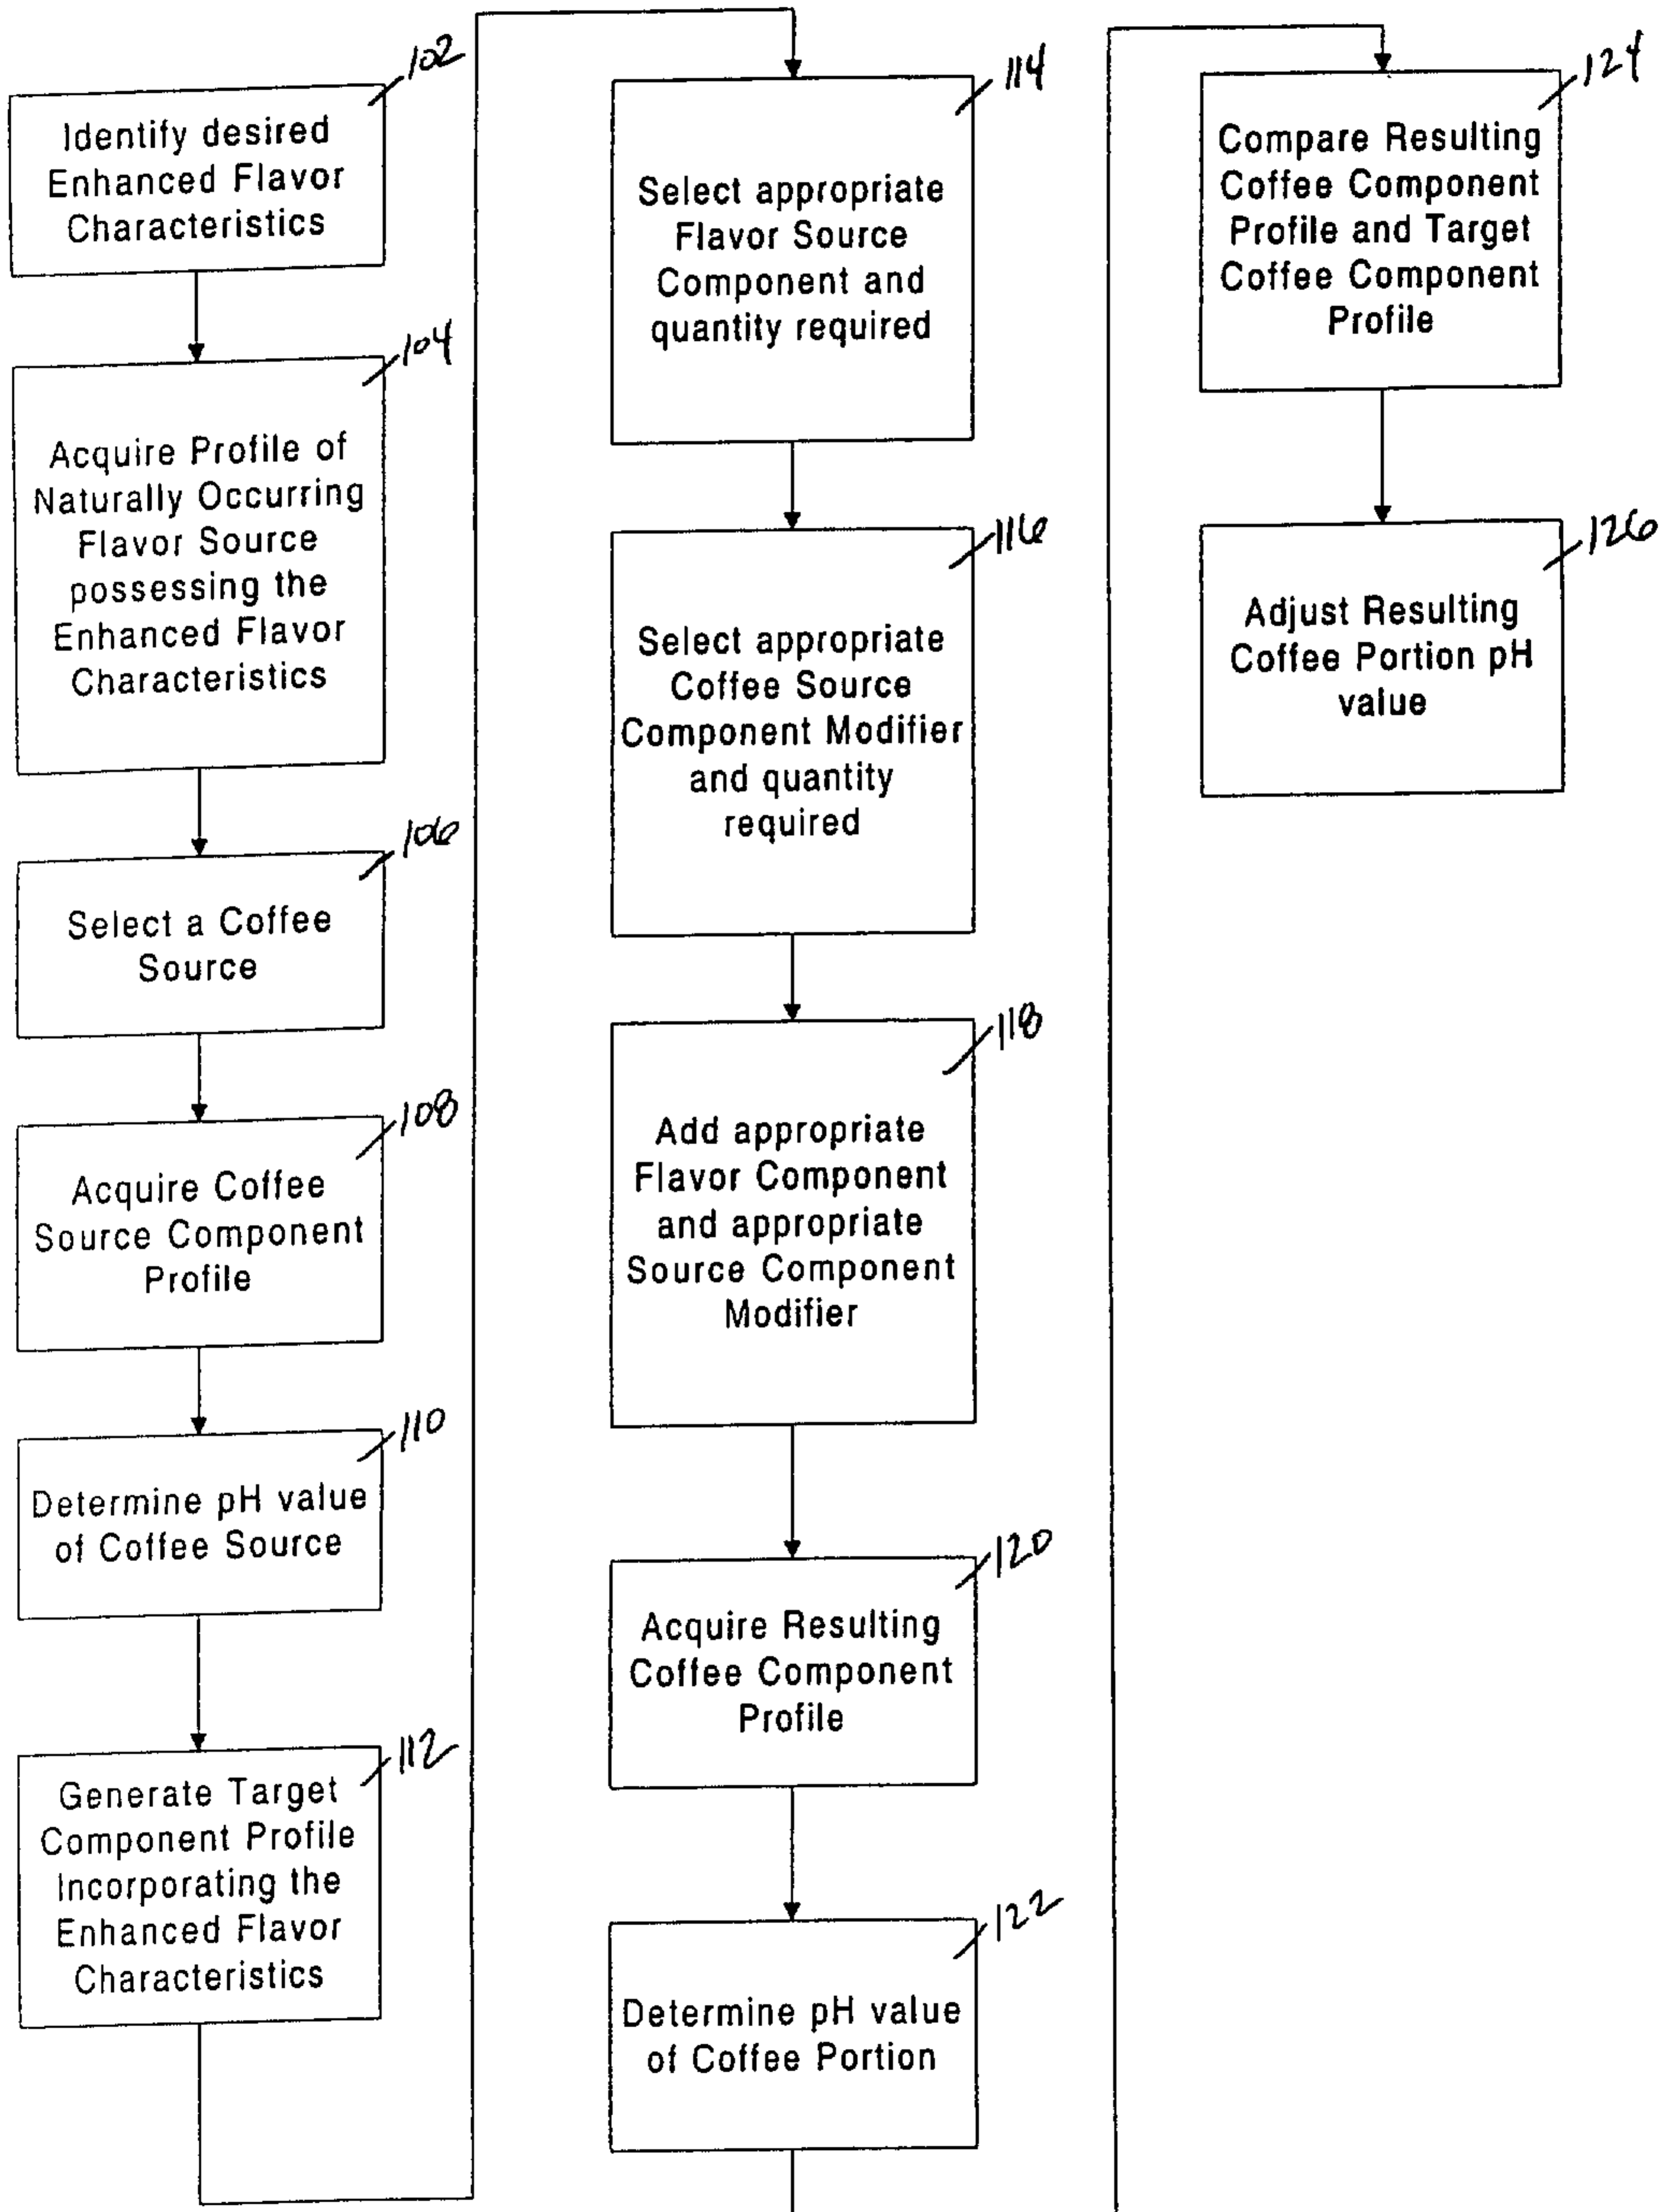 102
Identify desired
Enhanced Flavor
Characteristics
104
Acquire Profile of
Naturally Occurring
Flavor Source
possessing the
Enhanced Flavor
Characteristics
106
Select a Coffee
Source
108
Acquire Coffee
Source Component
Profile
110
Determine pH value
of Coffee Source
112
Generate Target
Component Profile
Incorporating the
Enhanced Flavor
Characteristics
114
Select appropriate
Flavor Source
Component and
quantity required
116
Select appropriate
Coffee Source
Component Modifier
and quantity
required
118
Add appropriate
Flavor Component
and appropriate
Source Component
Modifier
120
Acquire Resulting
Coffee Component
Profile
122
Determine pH value
of Coffee Portion
124
Compare Resulting
Coffee Component
Profile and Target
Coffee Component
Profile
126
Adjust Resulting
Coffee Portion pH
value